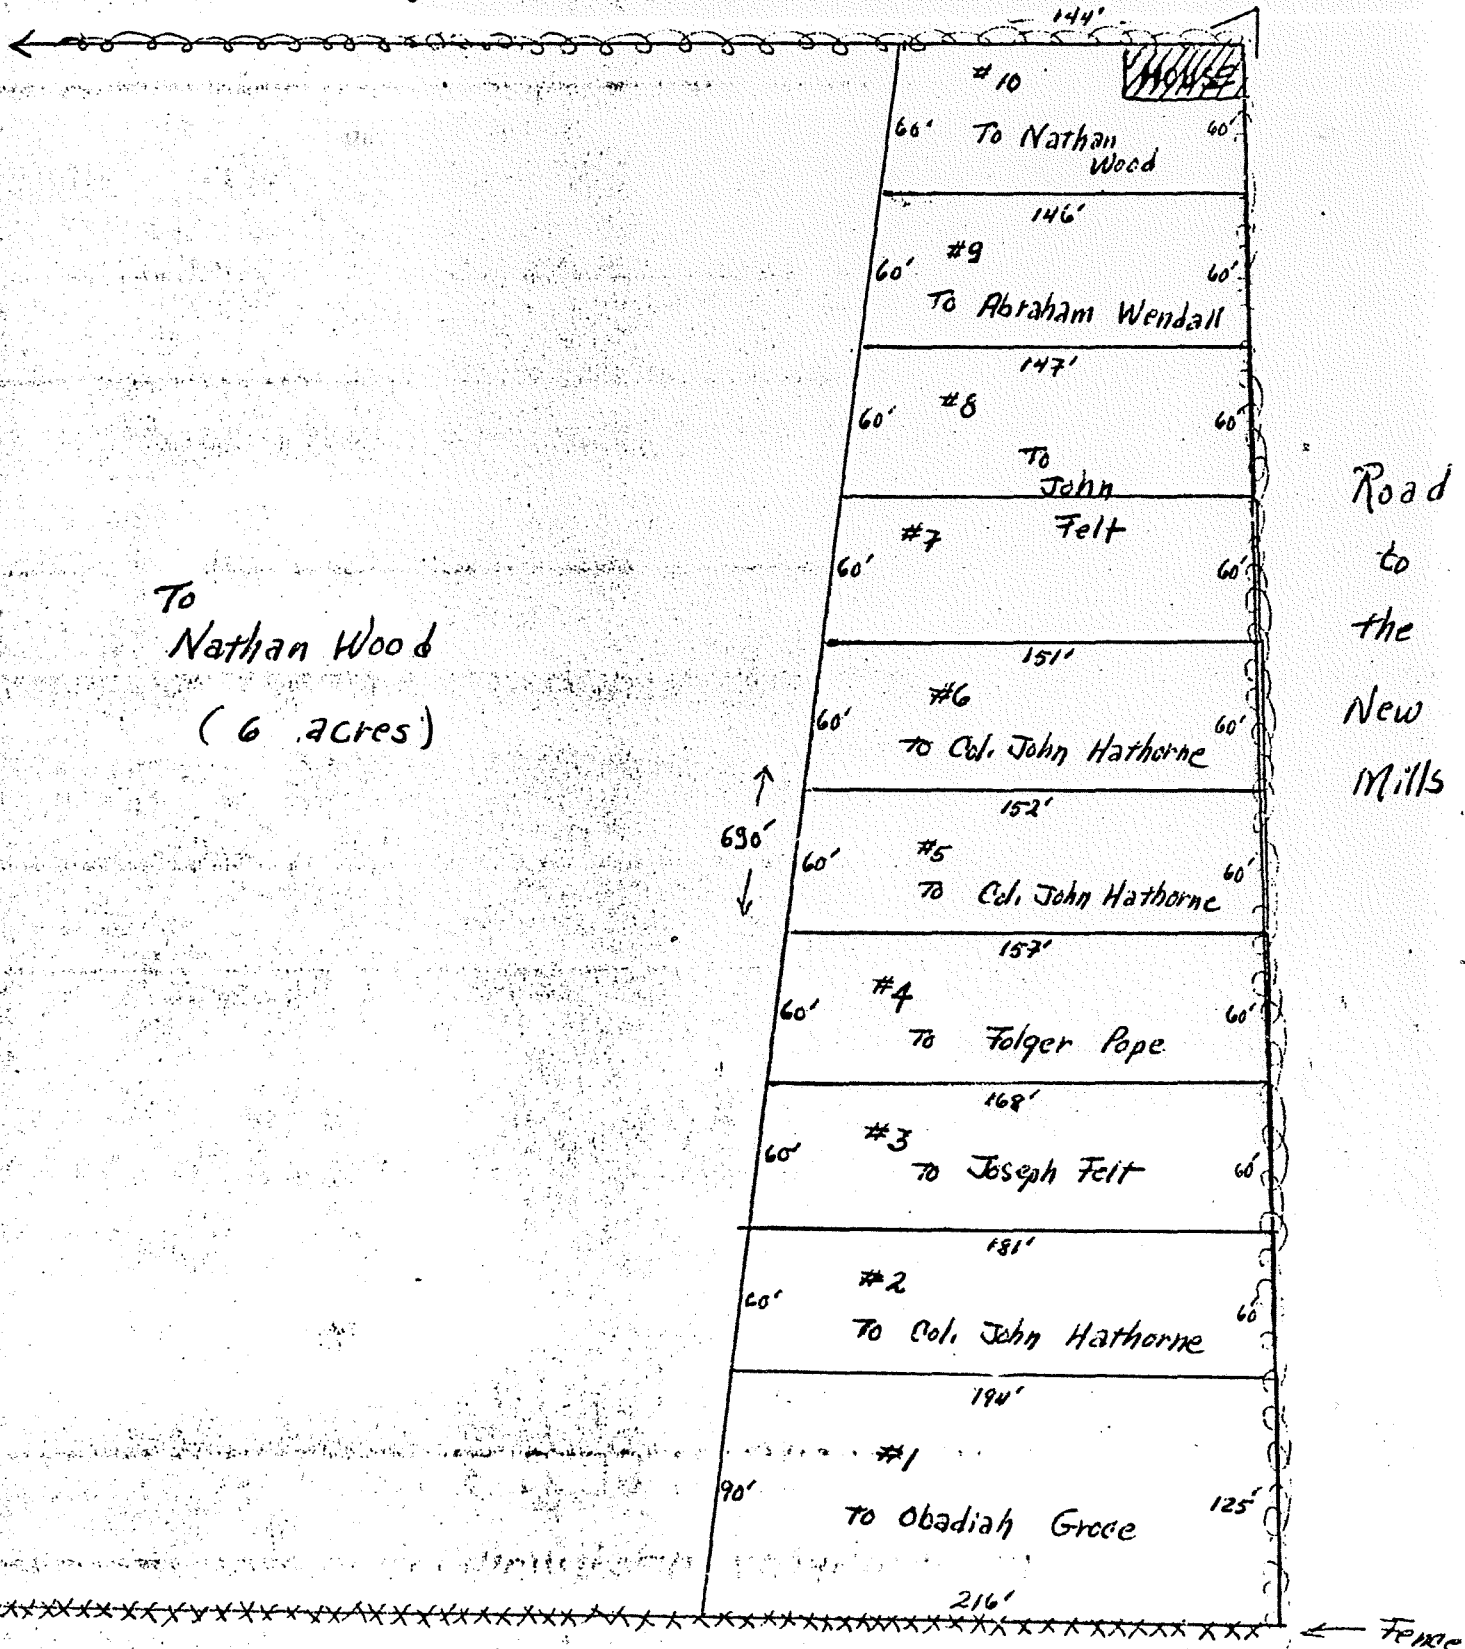 144'
#10
HOUSE
60'
To Nathan
Wood
60'
146'
#9
60'
60'
To Abraham Wendall
147'
#8
60'
60'
To
John
Felt
#7
60'
60'
151'
#6
60'
60'
To Col. John Hathorne
152'
#5
60'
60'
To Col. John Hathorne
157'
#4
60'
60'
To Folger Pope
168'
#3
60'
60'
To Joseph Felt
181'
#2
60'
60'
To Col. John Hathorne
194'
#1
90'
125'
To Obadiah Groce
216'
Fence
690'
To
Nathan Wood
(6 acres)
Road
to
the
New
Mills